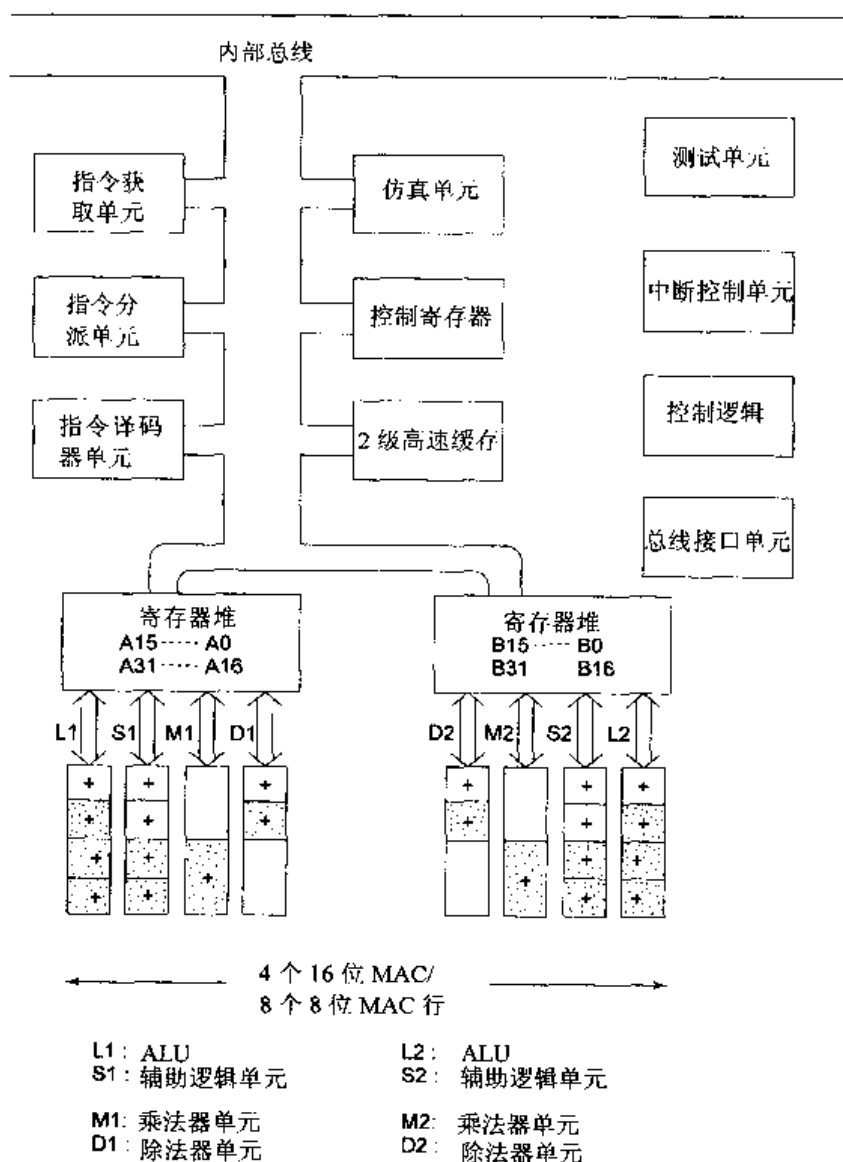 内部总线
指令获
取单元
仿真单元
测试单元
指令分
派单元
控制寄存器
中断控制单元
指令译码
器单元
2 级高速缓存
控制逻辑
总线接口单元
寄存器堆
A15······ A0
A31····· A16
寄存器堆
B15 ······ B0
B31 B16
L1 S1 M1 D1
D2 M2 S2 L2
+ + +
+ + +
+ + +
+ + +
+ + +
+ + +
+ + +
+ +
4 个 16 位 MAC/
8 个 8 位 MAC 行
L1: ALU
S1: 辅助逻辑单元
M1: 乘法器单元
D1: 除法器单元
L2: ALU
S2: 辅助逻辑单元
M2: 乘法器单元
D2: 除法器单元